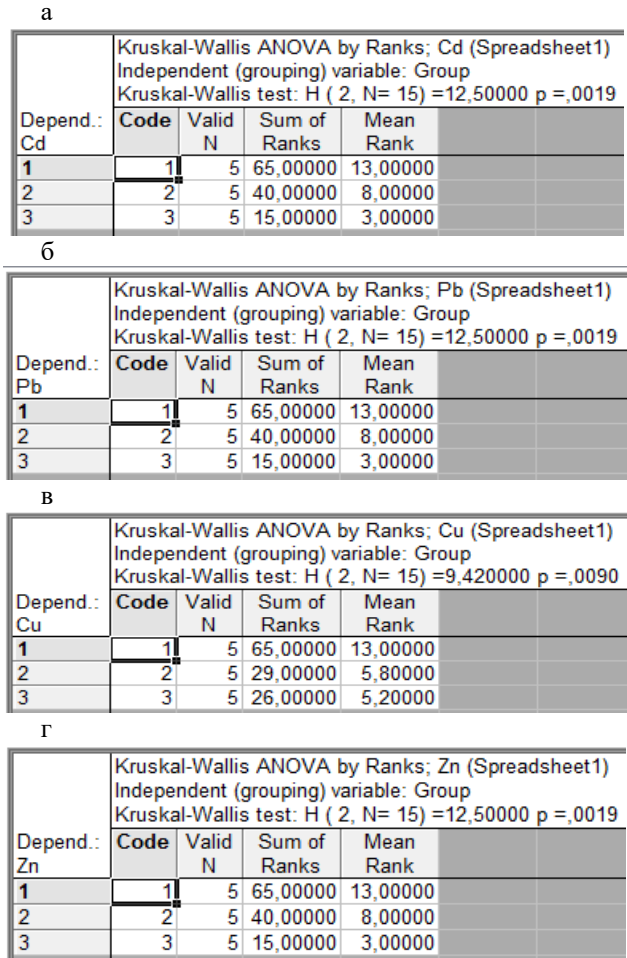 а
Kruskal-Wallis ANOVA by Ranks; Cd (Spreadsheet1)
Independent (grouping) variable: Group
Kruskal-Wallis test: H ( 2, N= 15) =12,50000 p =,0019
Depend.: Code Valid Sum of Mean
Cd N Ranks Rank
1 1 5 65,00000 13,00000
2 2 5 40,00000 8,00000
3 3 5 15,00000 3,00000
б
Kruskal-Wallis ANOVA by Ranks; Pb (Spreadsheet1)
Independent (grouping) variable: Group
Kruskal-Wallis test: H ( 2, N= 15) =12,50000 p =,0019
Depend.: Code Valid Sum of Mean
Pb N Ranks Rank
1 1 5 65,00000 13,00000
2 2 5 40,00000 8,00000
3 3 5 15,00000 3,00000
в
Kruskal-Wallis ANOVA by Ranks; Cu (Spreadsheet1)
Independent (grouping) variable: Group
Kruskal-Wallis test: H ( 2, N= 15) =9,420000 p =,0090
Depend.: Code Valid Sum of Mean
Cu N Ranks Rank
1 1 5 65,00000 13,00000
2 2 5 29,00000 5,80000
3 3 5 26,00000 5,20000
г
Kruskal-Wallis ANOVA by Ranks; Zn (Spreadsheet1)
Independent (grouping) variable: Group
Kruskal-Wallis test: H ( 2, N= 15) =12,50000 p =,0019
Depend.: Code Valid Sum of Mean
Zn N Ranks Rank
1 1 5 65,00000 13,00000
2 2 5 40,00000 8,00000
3 3 5 15,00000 3,00000